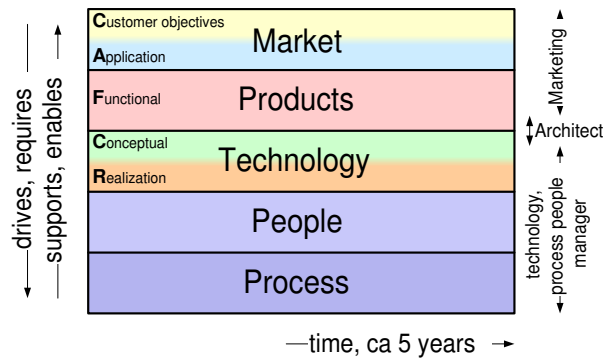 Customer objectives
Market
Application
Functional
Products
Conceptual
Technology
Realization
People
Process
drives, requires
supports, enables
Marketing
Architect
technology,
process people
manager
time, ca 5 years